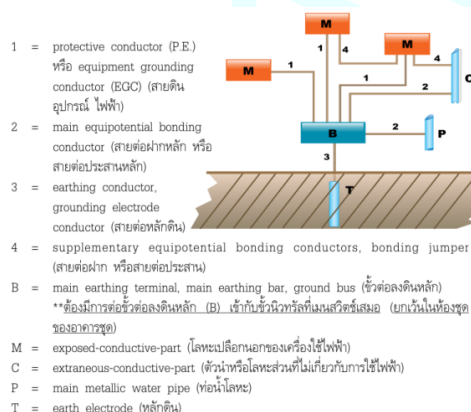 M
M
M
C
P
B
T
1
1
4
1
4
2
2
3
1 = protective conductor (P.E.)
หรือ equipment grounding
conductor (EGC) (สายดิน
อุปกรณ์ ไฟฟ้า)
2 = main equipotential bonding
conductor (สายต่อฝากหลัก หรือ
สายต่อประสานหลัก)
3 = earthing conductor,
grounding electrode
conductor (สายต่อหลักดิน)
4 = supplementary equipotential bonding conductors, bonding jumper
(สายต่อฝาก หรือสายต่อประสาน)
B = main earthing terminal, main earthing bar, ground bus (ขั้วต่อลงดินหลัก)
**ต้องมีการต่อขั้วต่อลงดินหลัก (B) เข้ากับขั้วนิวทรัลที่เมนสวิตช์เสมอ (ยกเว้นในห้องชุด
ของอาคารชุด)
M = exposed-conductive-part (โลหะเปลือกนอกของเครื่องใช้ไฟฟ้า)
C = extraneous-conductive-part (ตัวนำหรือโลหะส่วนที่ไม่เกี่ยวกับการใช้ไฟฟ้า)
P = main metallic water pipe (ท่อน้ำโลหะ)
T = earth electrode (หลักดิน)